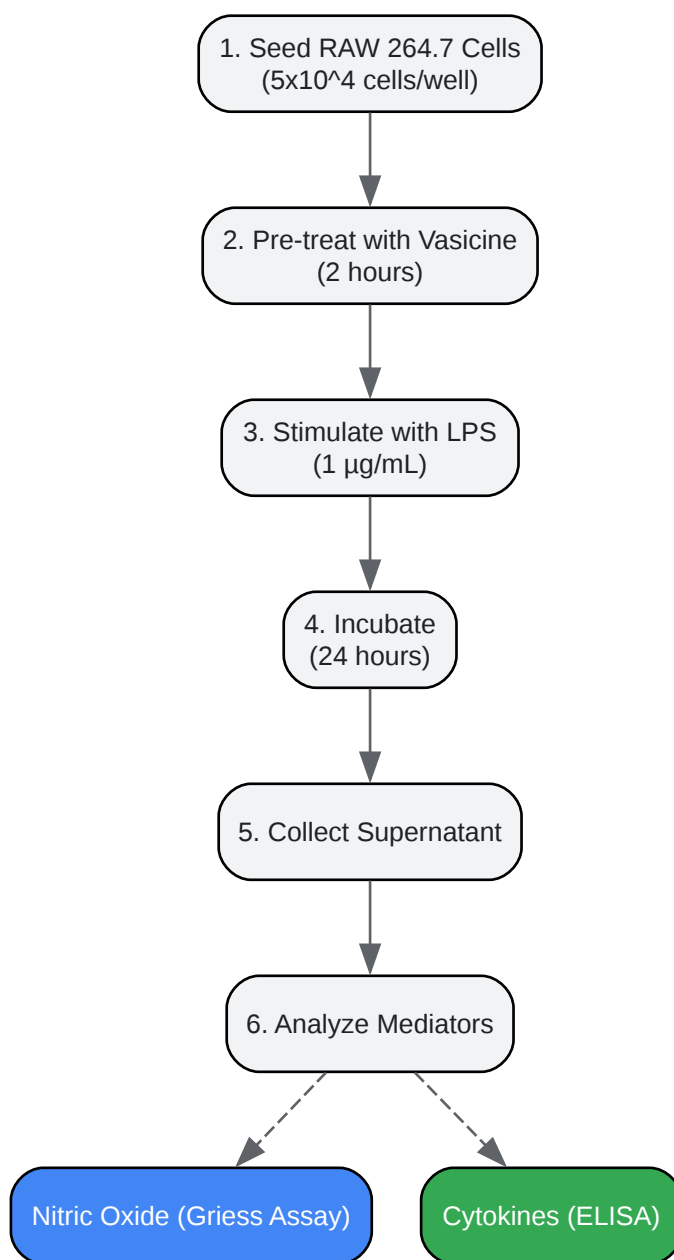 1. Seed RAW 264.7 Cells
(5x10^4 cells/well)
2. Pre-treat with Vasicine
(2 hours)
3. Stimulate with LPS
(1 µg/mL)
4. Incubate
(24 hours)
5. Collect Supernatant
6. Analyze Mediators
Nitric Oxide (Griess Assay)
Cytokines (ELISA)